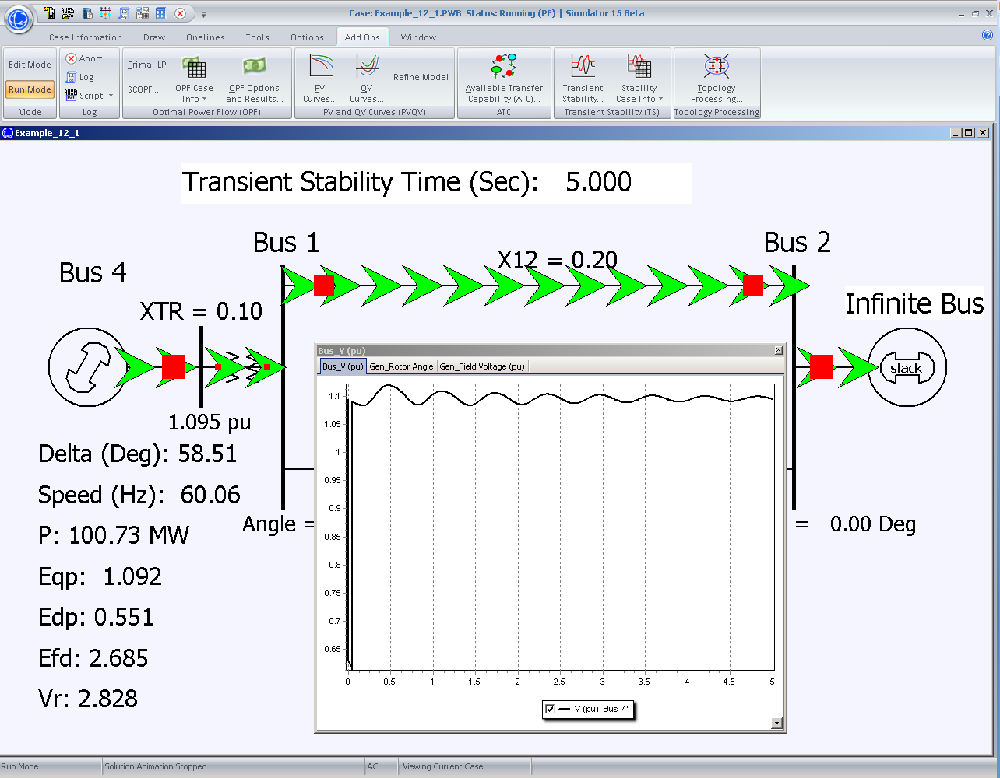 Case: Example_12_1.PWB Status: Running (PF) | Simulator 15 Beta
Case Information Draw Onelines Tools Options Add Ons Window
Edit Mode
Run Mode
Mode
Abort
Log
Script
Log
Primal LP
SCOPF...
OPF Case
Info
OPF Options
and Results...
Optimal Power Flow (OPF)
PV
Curves...
QV
Curves...
Refine Model
PV and QV Curves (PVQV)
Available Transfer
Capability (ATC)...
ATC
Transient
Stability...
Stability
Case Info
Transient Stability (TS)
Topology
Processing...
Topology Processing
Example_12_1
Transient Stability Time (Sec): 5.000
Bus 1
Bus 2
X12 = 0.20
Bus 4
XTR = 0.10
Infinite Bus
slack
1.095 pu
Delta (Deg): 58.51
Speed (Hz): 60.06
Angle =
= 0.00 Deg
P: 100.73 MW
Eqp: 1.092
Edp: 0.551
Efd: 2.685
Vr: 2.828
Bus_V (pu)
Bus_V (pu) Gen_Rotor Angle Gen_Field Voltage (pu)
1.1
1.05
1
0.95
0.9
0.85
0.8
0.75
0.7
0.65
0 0.5 1 1.5 2 2.5 3 3.5 4 4.5 5
V (pu)_Bus '4'
Run Mode Solution Animation Stopped AC Viewing Current Case